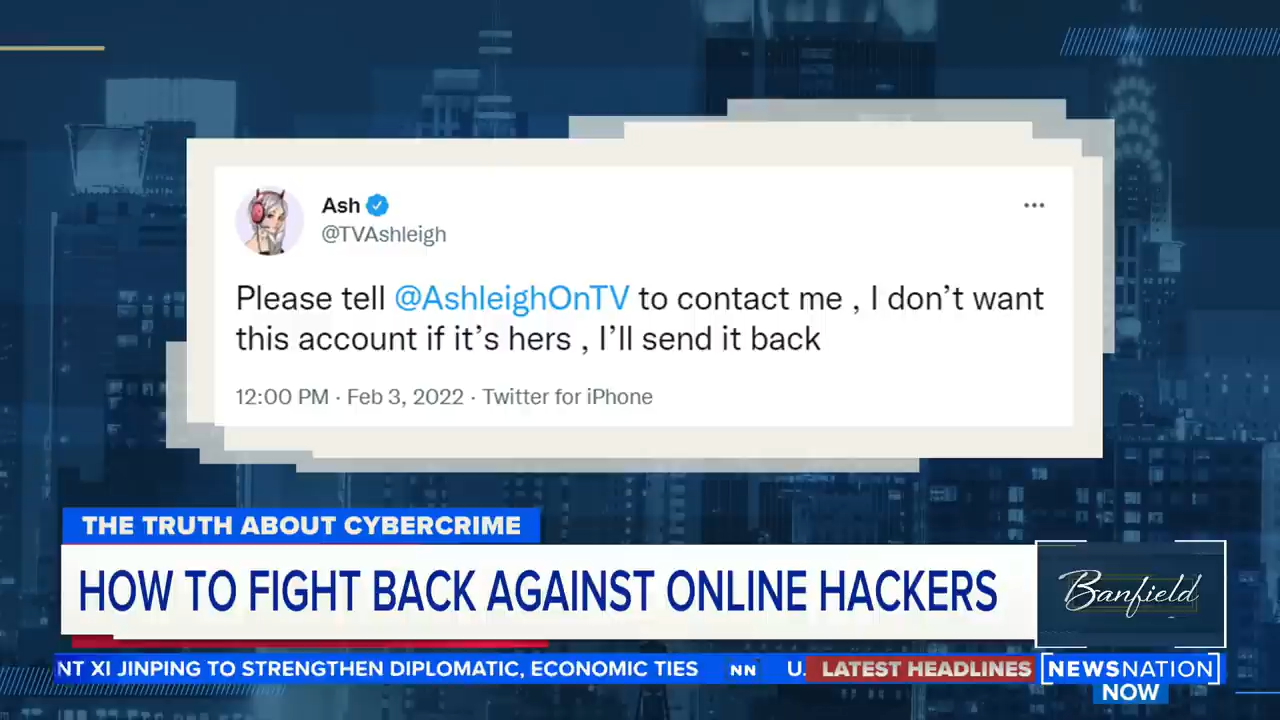 Ash
@TVAshleigh
Please tell @AshleighOnTV to contact me , I don’t want
this account if it’s hers , I’ll send it back
12:00 PM · Feb 3, 2022 · Twitter for iPhone
THE TRUTH ABOUT CYBERCRIME
HOW TO FIGHT BACK AGAINST ONLINE HACKERS
Banfield
NT XI JINPING TO STRENGTHEN DIPLOMATIC, ECONOMIC TIES NN U. LATEST HEADLINES NEWSNATION
NOW